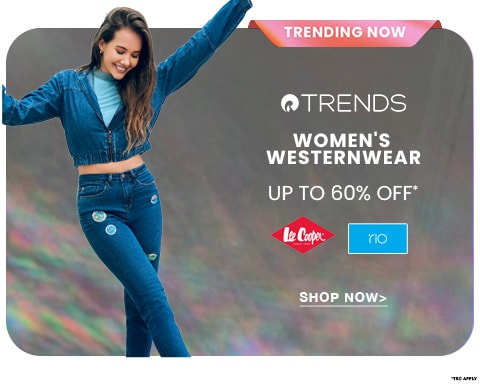 TRENDING NOW
TRENDS
WOMEN'S
WESTERNWEAR
UP TO 60% OFF*
Lee Cooper
rio
SHOP NOW>
*T&C APPLY